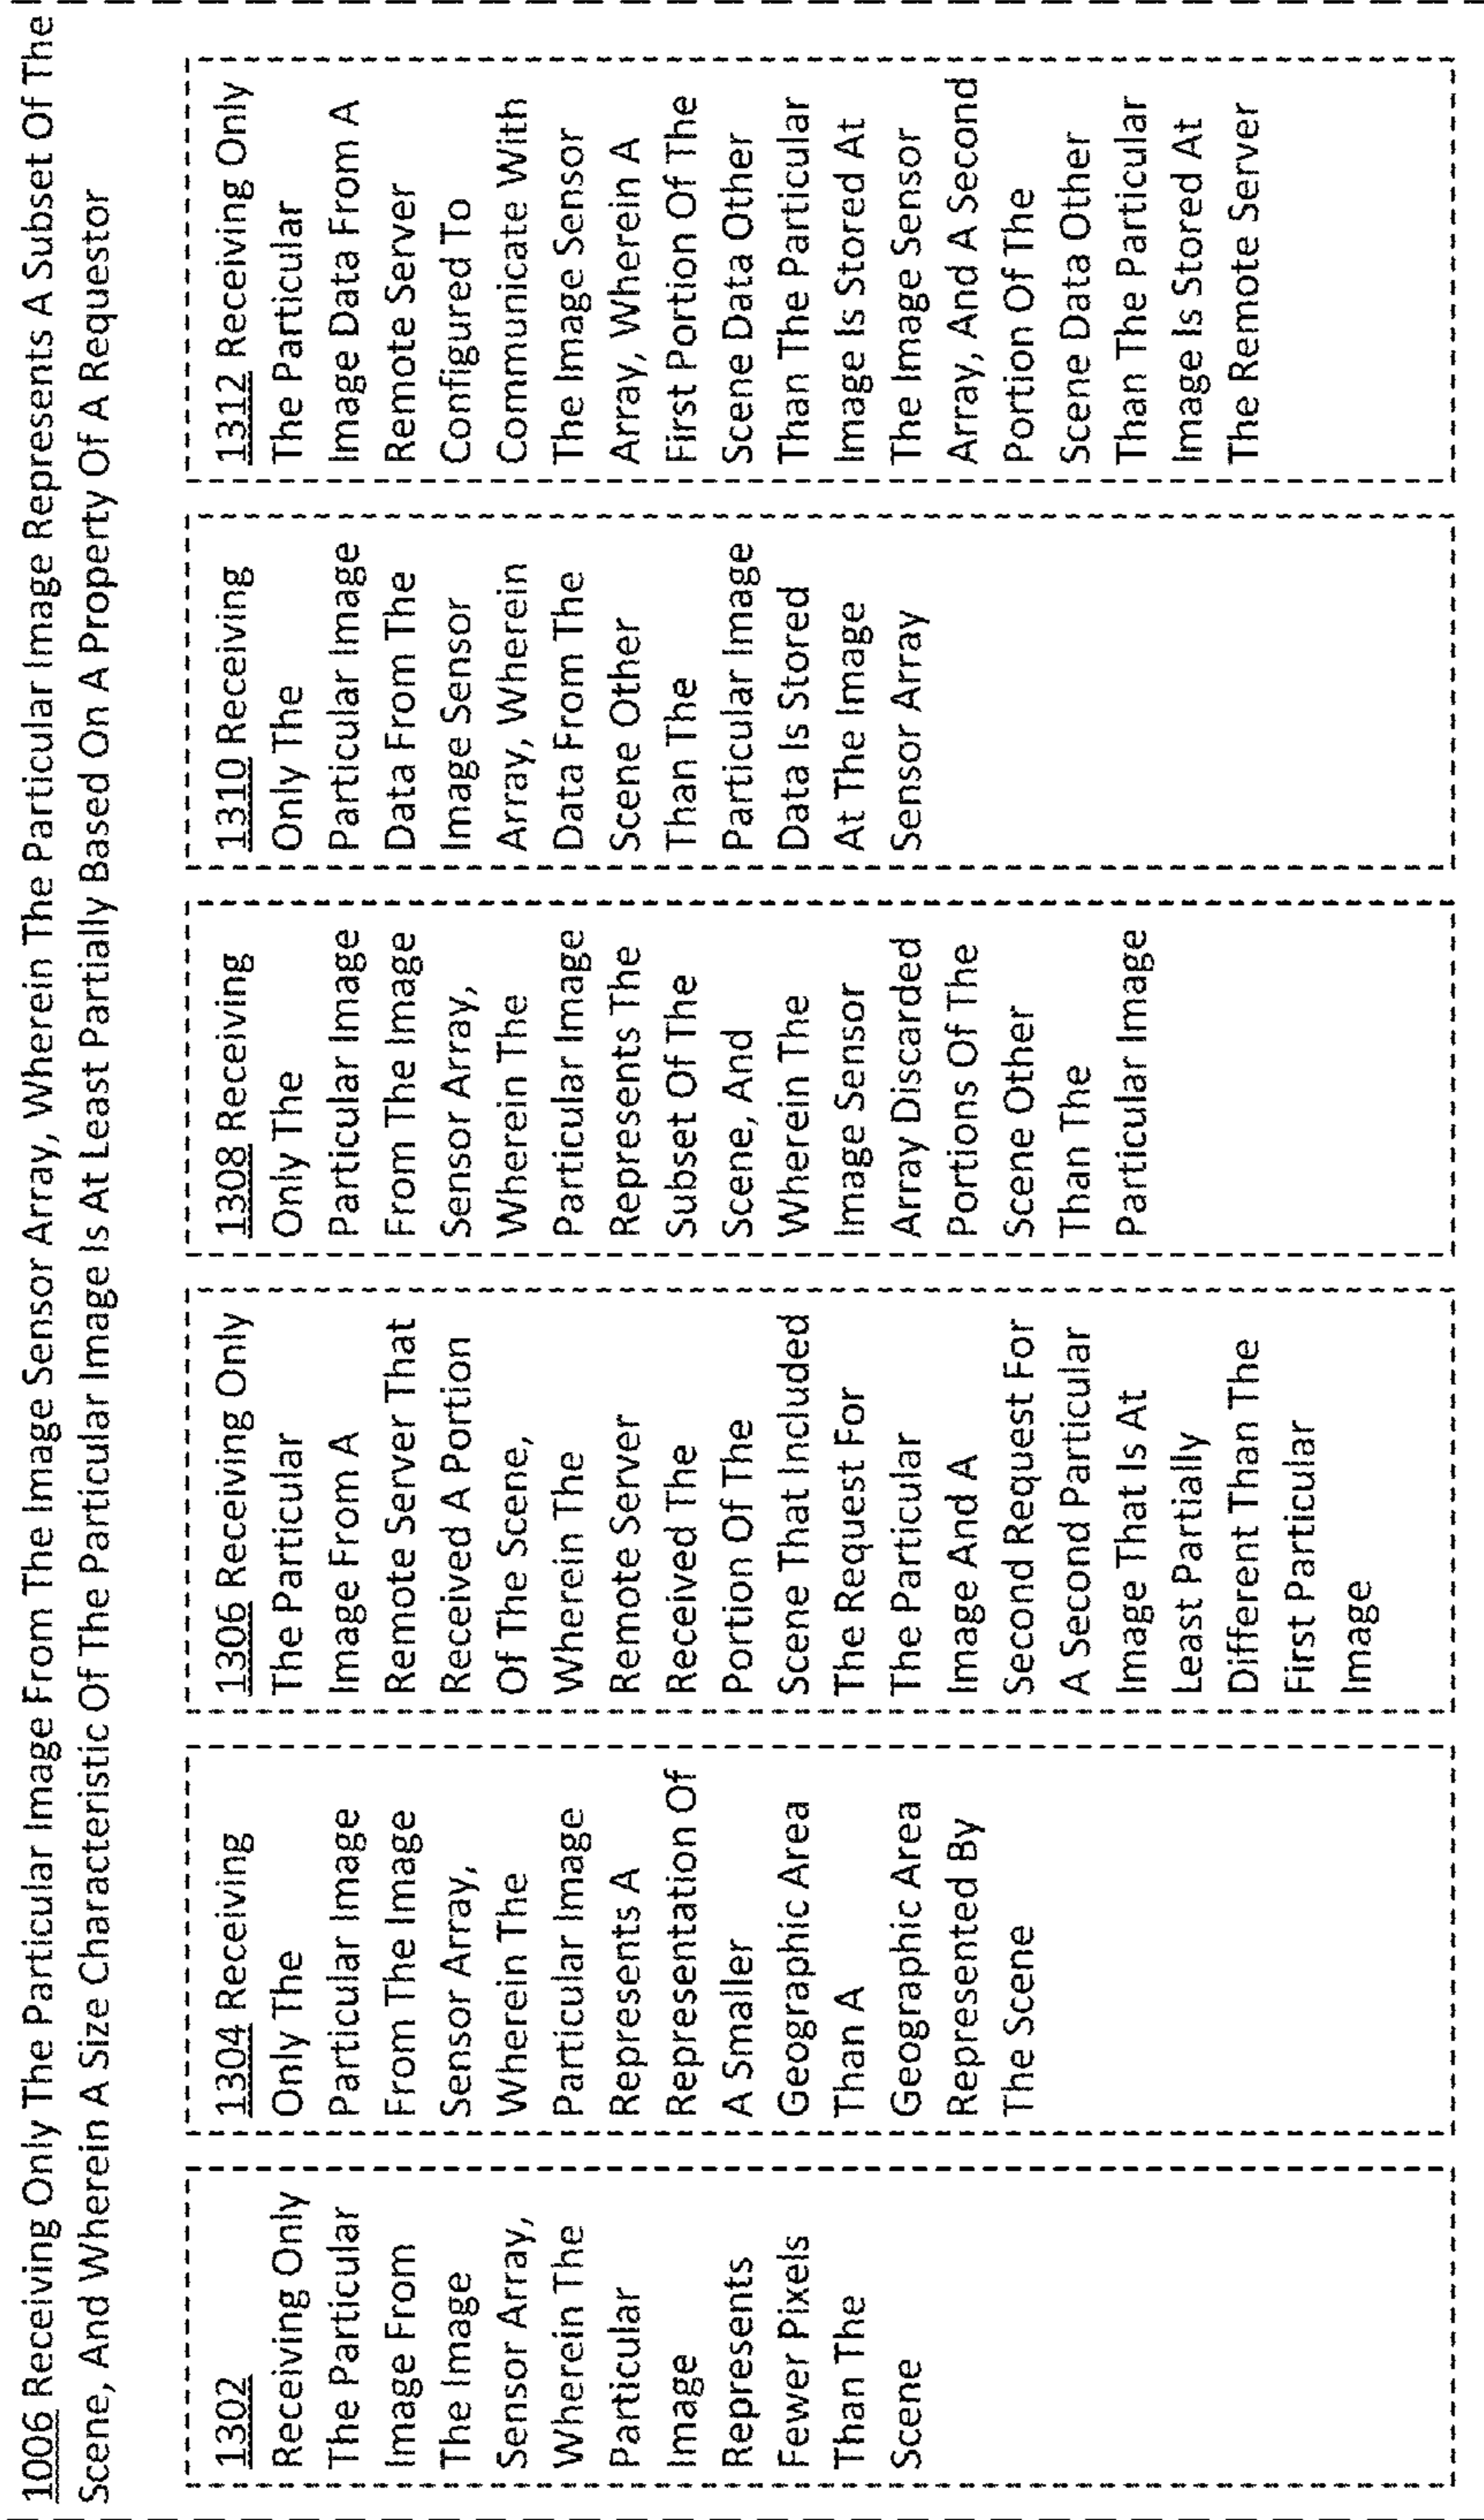 1006 Receiving Only The Particular Image From The Image Sensor Array, Wherein The Particular Image Represents A Subset Of The
Scene, And Wherein A Size Characteristic Of The Particular Image Is At Least Partially Based On A Property Of A Requestor
1302
Receiving Only
The Particular
Image From
The Image
Sensor Array,
Wherein The
Particular
Image
Represents
Fewer Pixels
Than The
Scene
1304 Receiving
Only The
Particular Image
From The Image
Sensor Array,
Wherein The
Particular Image
Represents A
Representation Of
A Smaller
Geographic Area
Than A
Geographic Area
Represented By
The Scene
1306 Receiving Only
The Particular
Image From A
Remote Server That
Received A Portion
Of The Scene,
Wherein The
Remote Server
Received The
Portion Of The
Scene That Included
The Request For
The Particular
Image And A
Second Request For
A Second Particular
Image That Is At
Least Partially
Different Than The
First Particular
Image
1308 Receiving
Only The
Particular Image
From The Image
Sensor Array,
Wherein The
Particular Image
Represents The
Subset Of The
Scene, And
Wherein The
Image Sensor
Array Discarded
Portions Of The
Scene Other
Than The
Particular Image
1310 Receiving
Only The
Particular Image
Data From The
Image Sensor
Array, Wherein
Data From The
Scene Other
Than The
Particular Image
Data Is Stored
At The Image
Sensor Array
1312 Receiving Only
The Particular
Image Data From A
Remote Server
Configured To
Communicate With
The Image Sensor
Array, Wherein A
First Portion Of The
Scene Data Other
Than The Particular
Image Is Stored At
The Image Sensor
Array, And A Second
Portion Of The
Scene Data Other
Than The Particular
Image Is Stored At
The Remote Server